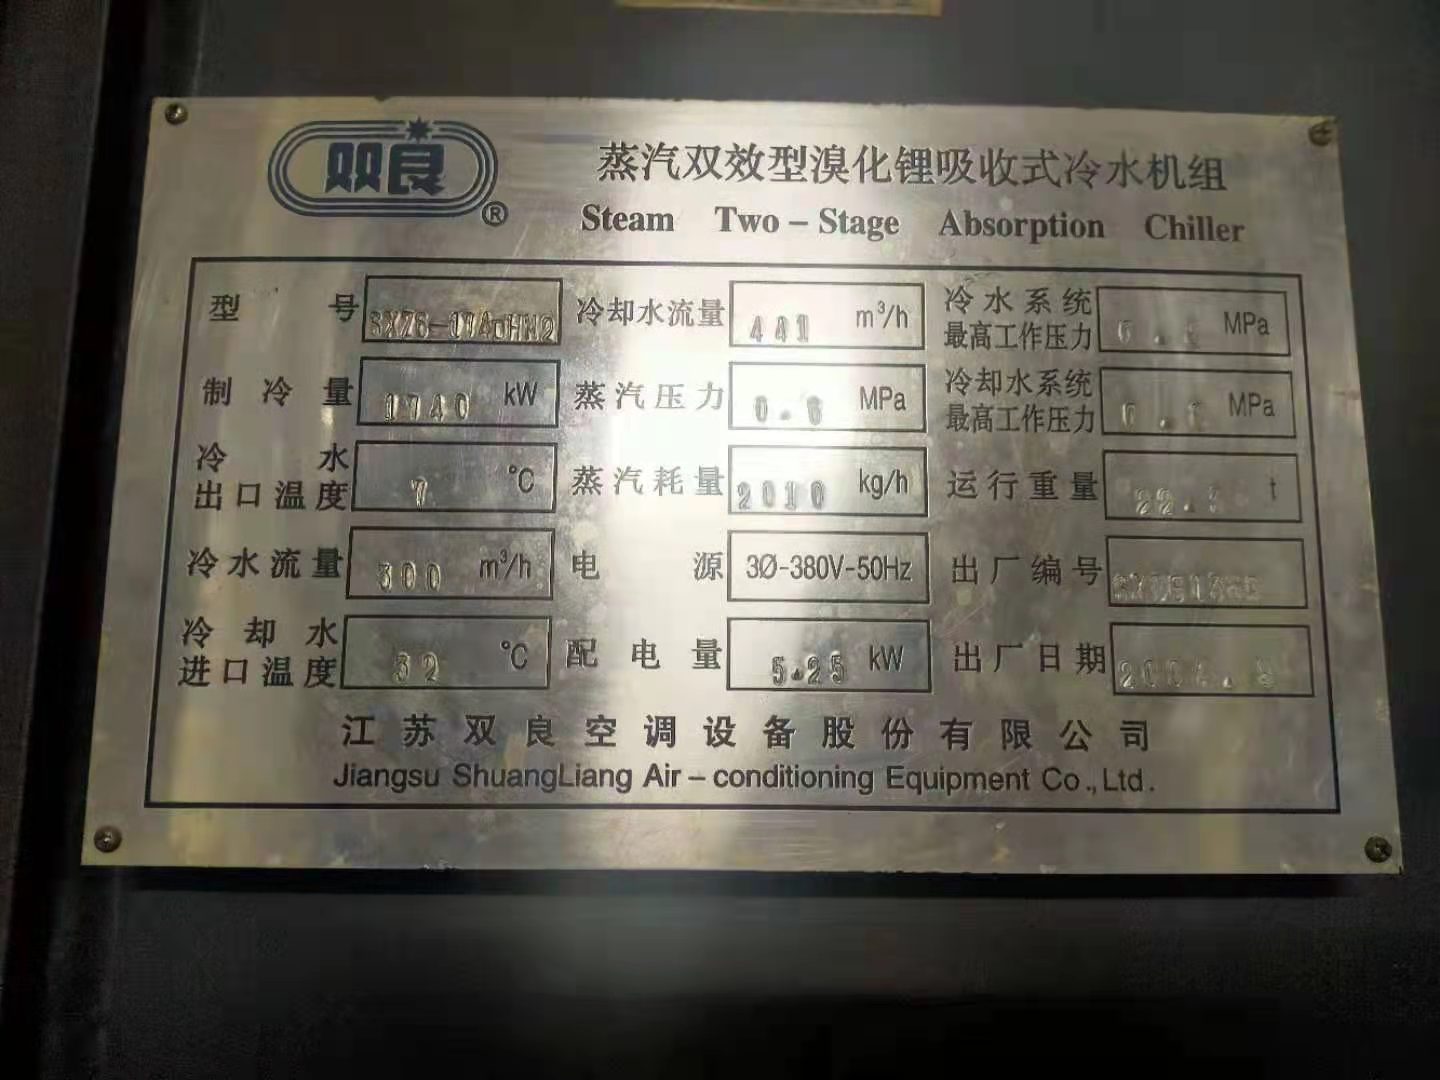 双良®
蒸汽双效型溴化锂吸收式冷水机组
Steam Two-Stage Absorption Chiller
型号 冷却水流量 441 m³/h 冷水系统最高工作压力 MPa
制冷量 1740 kW 蒸汽压力 0.6 MPa 冷却水系统最高工作压力 MPa
冷水出口温度 7 °C 蒸汽耗量 2010 kg/h 运行重量 t
冷水流量 300 m³/h 电源 3Ø-380V-50Hz 出厂编号
冷却水进口温度 32 °C 配电量 5.25 kW 出厂日期
江苏双良空调设备股份有限公司
Jiangsu ShuangLiang Air-conditioning Equipment Co.,Ltd.